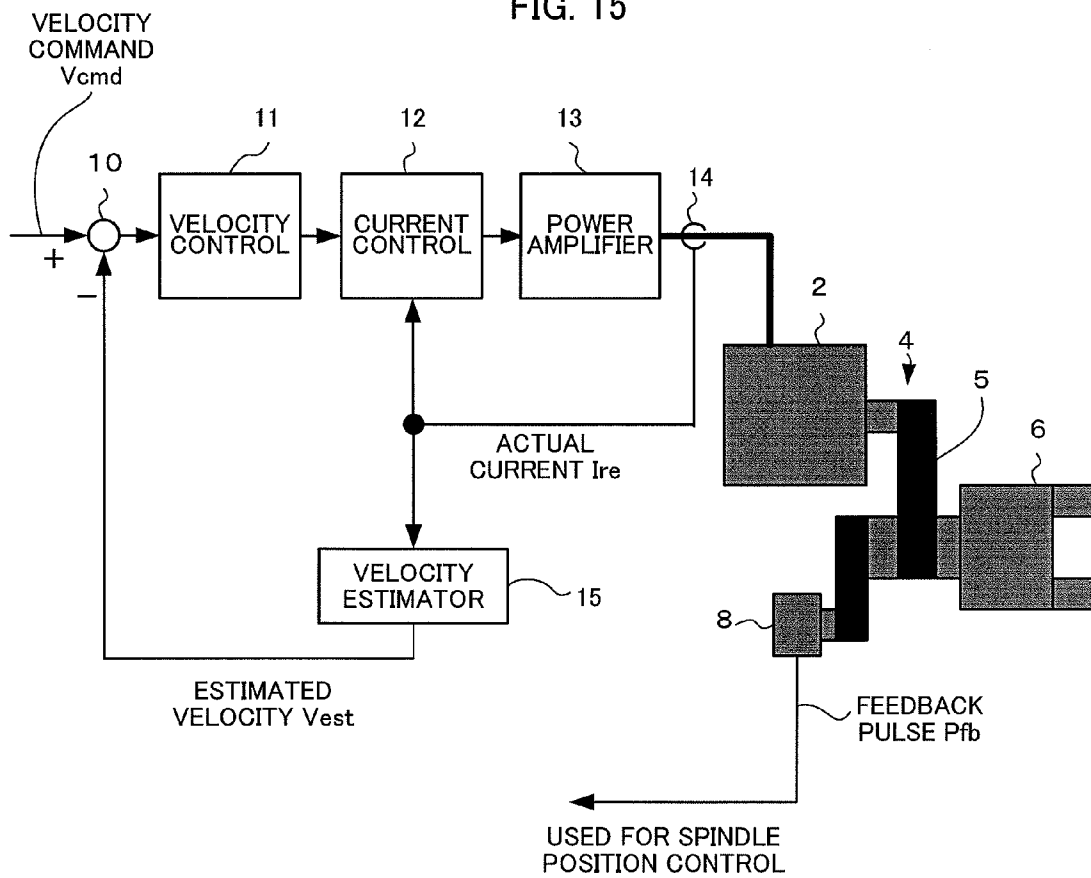 FIG. 15
VELOCITY
COMMAND
Vcmd
10
11
12
13
14
+
−
VELOCITY
CONTROL
CURRENT
CONTROL
POWER
AMPLIFIER
2
4
5
6
ACTUAL
CURRENT Ire
VELOCITY
ESTIMATOR
15
8
ESTIMATED
VELOCITY Vest
FEEDBACK
PULSE Pfb
USED FOR SPINDLE
POSITION CONTROL